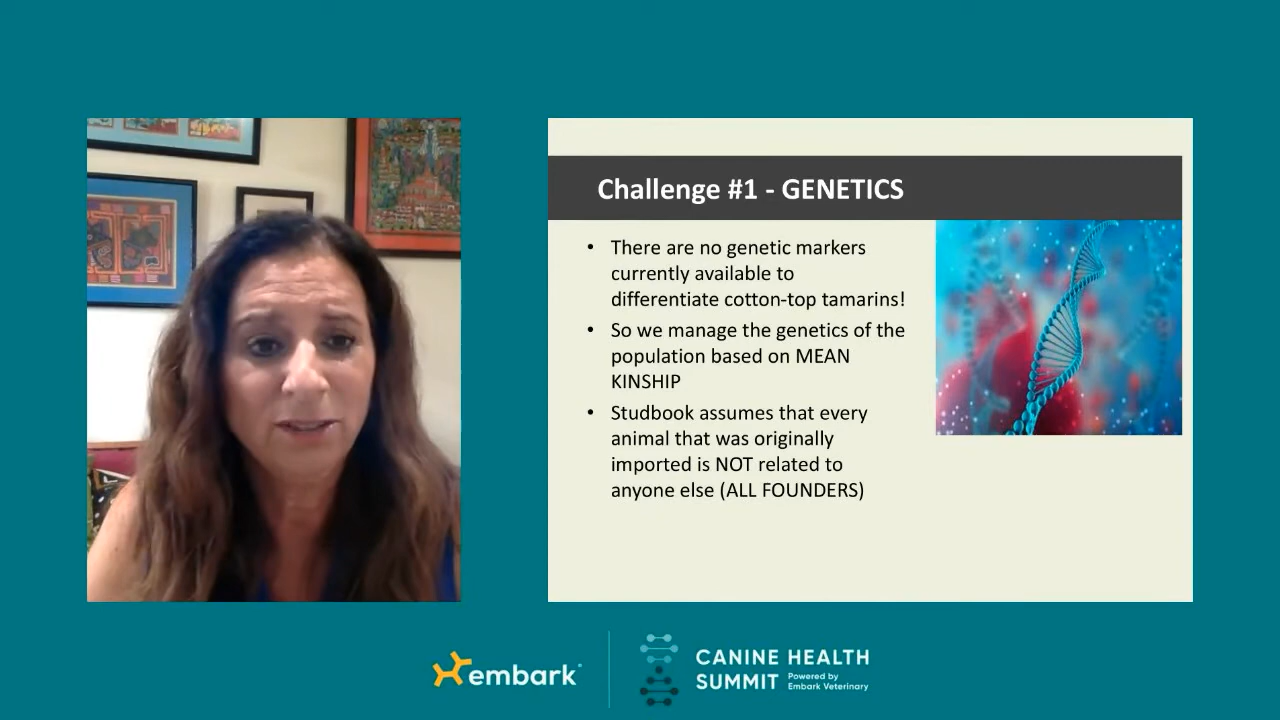 Challenge #1 - GENETICS
• There are no genetic markers
currently available to
differentiate cotton-top tamarins!
• So we manage the genetics of the
population based on MEAN
KINSHIP
• Studbook assumes that every
animal that was originally
imported is NOT related to
anyone else (ALL FOUNDERS)
embark
CANINE HEALTH
SUMMIT
Powered by
Embark Veterinary